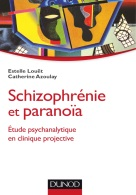 Estelle Louët
Catherine Azoulay
Schizophrénie
et paranoïa
Étude psychanalytique
en clinique projective
DUNOD